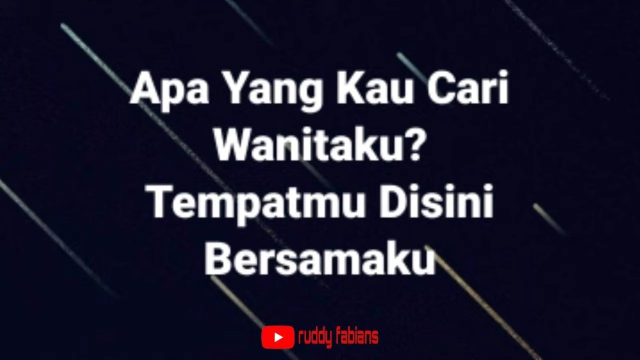 Apa Yang Kau Cari
Wanitaku?
Tempatmu Disini
Bersamaku
ruddy fabians